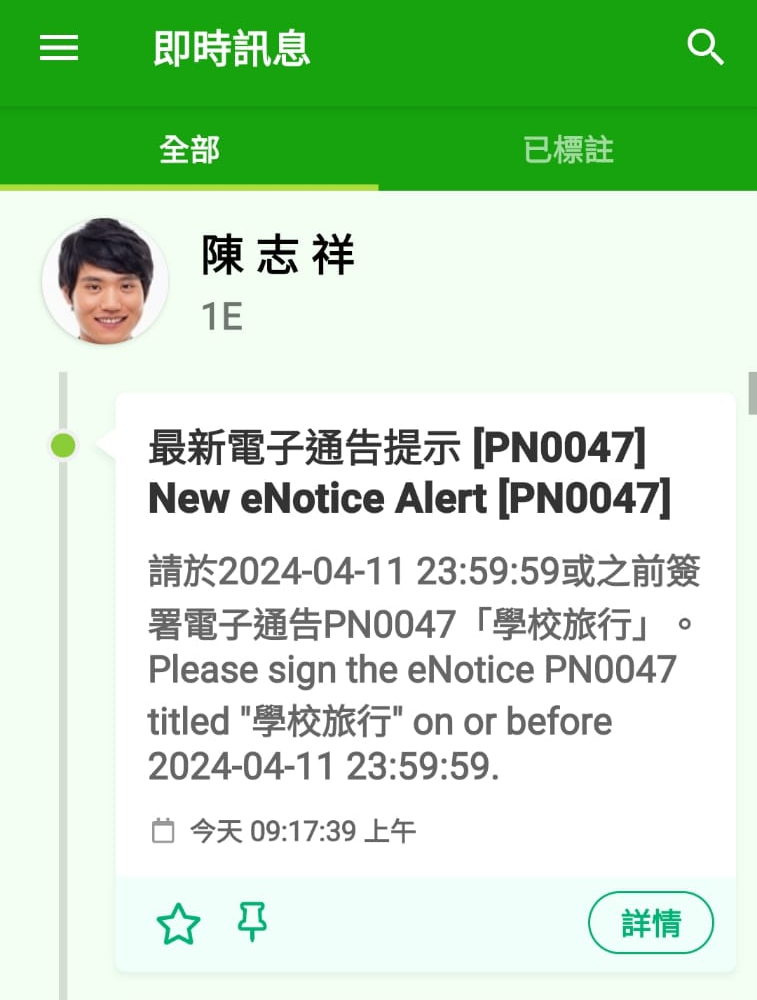 即時訊息
全部
已標註
陳 志 祥
1E
最新電子通告提示 [PN0047]
New eNotice Alert [PN0047]
請於2024-04-11 23:59:59或之前簽
署電子通告PN0047「學校旅行」。
Please sign the eNotice PN0047
titled "學校旅行" on or before
2024-04-11 23:59:59.
今天 09:17:39 上午
詳情